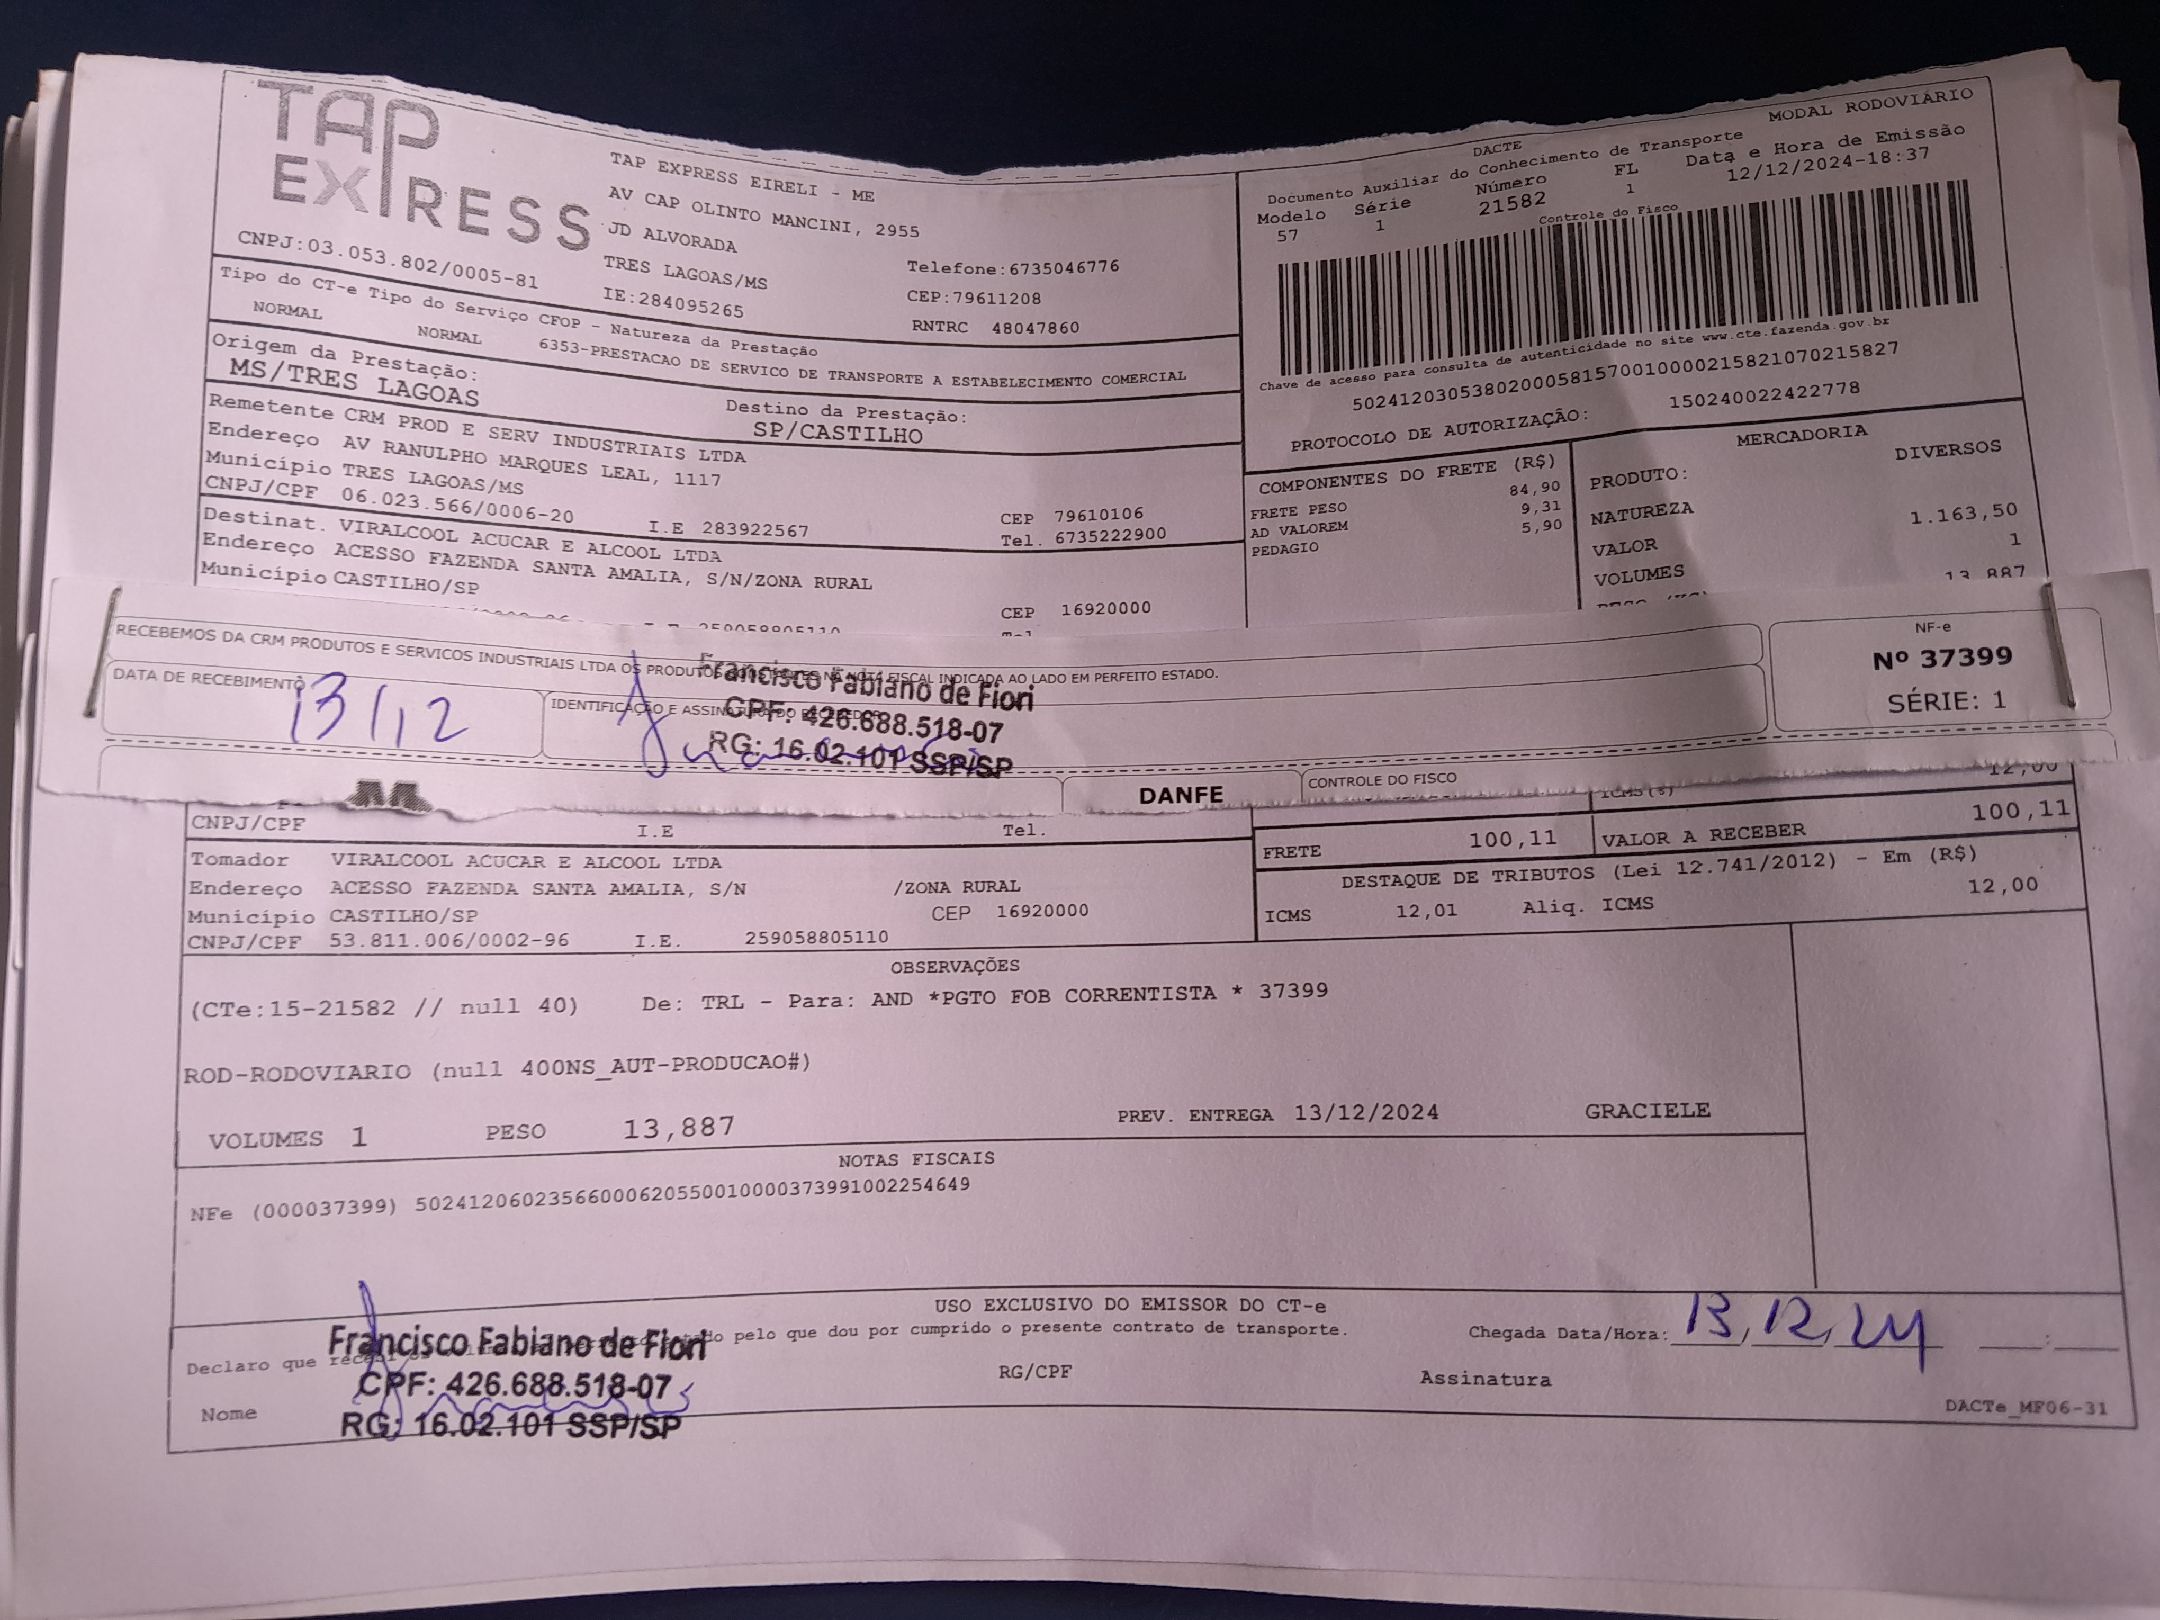 TAP
EXPRESS
CNPJ:03.053.802/0005-81
TAP EXPRESS EIRELI - ME
AV CAP OLINTO MANCINI, 2955
JD ALVORADA
TRES LAGOAS/MS
IE:284095265
Telefone:6735046776
CEP:79611208
RNTRC 48047860
MODAL RODOVIÁRIO
DACTE
Documento Auxiliar do Conhecimento de Transporte
Modelo Série Número FL Data e Hora de Emissão
57 1 21582 1 12/12/2024-18:37
Controle do Fisco
Chave de acesso para consulta de autenticidade no site www.cte.fazenda.gov.br
50241203053802000581570010000215821070215827
PROTOCOLO DE AUTORIZAÇÃO: 150240022422778
Tipo do CT-e Tipo do Serviço CFOP - Natureza da Prestação
NORMAL NORMAL 6353-PRESTACAO DE SERVICO DE TRANSPORTE A ESTABELECIMENTO COMERCIAL
Origem da Prestação: Destino da Prestação:
MS/TRES LAGOAS SP/CASTILHO
Remetente CRM PROD E SERV INDUSTRIAIS LTDA
Endereço AV RANULPHO MARQUES LEAL, 1117
Município TRES LAGOAS/MS CEP 79610106
CNPJ/CPF 06.023.566/0006-20 I.E 283922567 Tel. 6735222900
Destinat. VIRALCOOL ACUCAR E ALCOOL LTDA
Endereço ACESSO FAZENDA SANTA AMALIA, S/N/ZONA RURAL
Município CASTILHO/SP CEP 16920000
259058805110
COMPONENTES DO FRETE (R$)
FRETE PESO 84,90
AD VALOREM 9,31
PEDAGIO 5,90
MERCADORIA
PRODUTO: DIVERSOS
NATUREZA
VALOR 1.163,50
VOLUMES 1
13,887
RECEBEMOS DA CRM PRODUTOS E SERVICOS INDUSTRIAIS LTDA OS PRODUTOS CONSTANTES NA NOTA FISCAL INDICADA AO LADO EM PERFEITO ESTADO.
DATA DE RECEBIMENTO
13/12
IDENTIFICAÇÃO E ASSINATURA DO RECEBEDOR
Francisco Fabiano de Fiori
CPF: 426.688.518-07
RG: 16.02.101 SSP/SP
NF-e
Nº 37399
SÉRIE: 1
DANFE
CONTROLE DO FISCO
12,00
CNPJ/CPF I.E Tel.
FRETE 100,11 VALOR A RECEBER 100,11
Tomador VIRALCOOL ACUCAR E ALCOOL LTDA
Endereço ACESSO FAZENDA SANTA AMALIA, S/N /ZONA RURAL
Município CASTILHO/SP CEP 16920000
CNPJ/CPF 53.811.006/0002-96 I.E. 259058805110
DESTAQUE DE TRIBUTOS (Lei 12.741/2012) - Em (R$)
ICMS 12,01 Aliq. ICMS 12,00
OBSERVAÇÕES
(CTe:15-21582 // null 40) De: TRL - Para: AND *PGTO FOB CORRENTISTA * 37399
ROD-RODOVIARIO (null 400NS_AUT-PRODUCAO#)
VOLUMES 1 PESO 13,887 PREV. ENTREGA 13/12/2024 GRACIELE
NOTAS FISCAIS
NFe (000037399) 50241206023566000620550010000373991002254649
USO EXCLUSIVO DO EMISSOR DO CT-e
Declaro que estado pelo que dou por cumprido o presente contrato de transporte.
Chegada Data/Hora: 13/12/24 :
Nome RG/CPF Assinatura
Francisco Fabiano de Fiori
CPF: 426.688.518-07
RG: 16.02.101 SSP/SP
DACTe_MF06-31